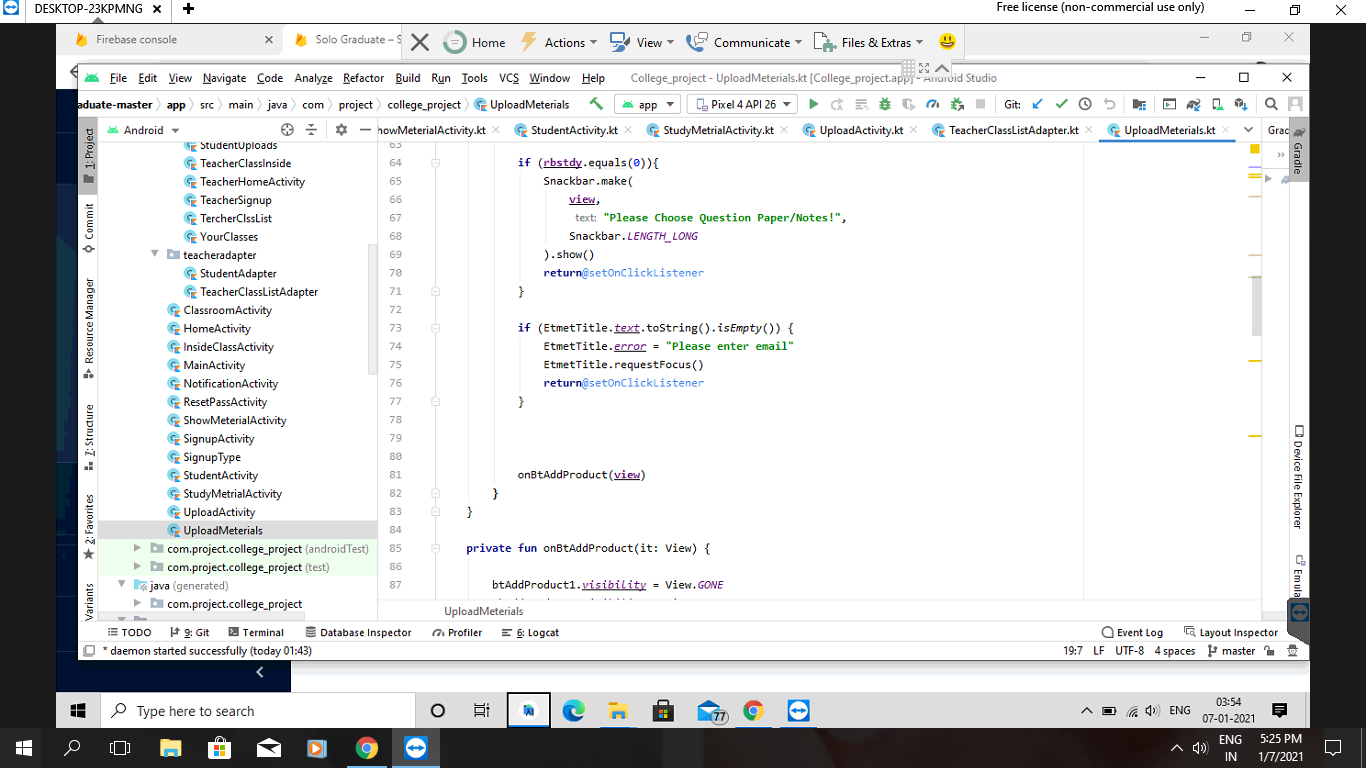 DESKTOP-23KPMNG
Free license (non-commercial use only)
Firebase console
Solo Graduate – S
Home
Actions
View
Communicate
Files & Extras
File Edit View Navigate Code Analyze Refactor Build Run Tools VCS Window Help
College_project - UploadMeterials.kt [College_project.app] - Android Studio
aduate-master app src main java com project college_project UploadMeterials
app
Pixel 4 API 26
Git:
Android
howMeterialActivity.kt
StudentActivity.kt
StudyMetrialActivity.kt
UploadActivity.kt
TeacherClassListAdapter.kt
UploadMeterials.kt
Grad
1: Project
Commit
Resource Manager
7: Structure
2: Favorites
Variants
StudentUploads
TeacherClassInside
TeacherHomeActivity
TeacherSignup
TercherClssList
YourClasses
teacheradapter
StudentAdapter
TeacherClassListAdapter
ClassroomActivity
HomeActivity
InsideClassActivity
MainActivity
NotificationActivity
ResetPassActivity
ShowMeterialActivity
SignupActivity
SignupType
StudentActivity
StudyMetrialActivity
UploadActivity
UploadMeterials
com.project.college_project (androidTest)
com.project.college_project (test)
java (generated)
com.project.college_project
63
64 if (rbstdy.equals(0)){
65 Snackbar.make(
66 view,
67 text: "Please Choose Question Paper/Notes!",
68 Snackbar.LENGTH_LONG
69 ).show()
70 return@setOnClickListener
71 }
72
73 if (EtmetTitle.text.toString().isEmpty()) {
74 EtmetTitle.error = "Please enter email"
75 EtmetTitle.requestFocus()
76 return@setOnClickListener
77 }
78
79
80
81 onBtAddProduct(view)
82 }
83 }
84
85 private fun onBtAddProduct(it: View) {
86
87 btAddProduct1.visibility = View.GONE
UploadMeterials
Gradle
Device File Explorer
Emula
TODO
9: Git
Terminal
Database Inspector
Profiler
6: Logcat
Event Log
Layout Inspector
* daemon started successfully (today 01:43)
19:7 LF UTF-8 4 spaces master
Type here to search
77
ENG
03:54
07-01-2021
ENG
IN
5:25 PM
1/7/2021